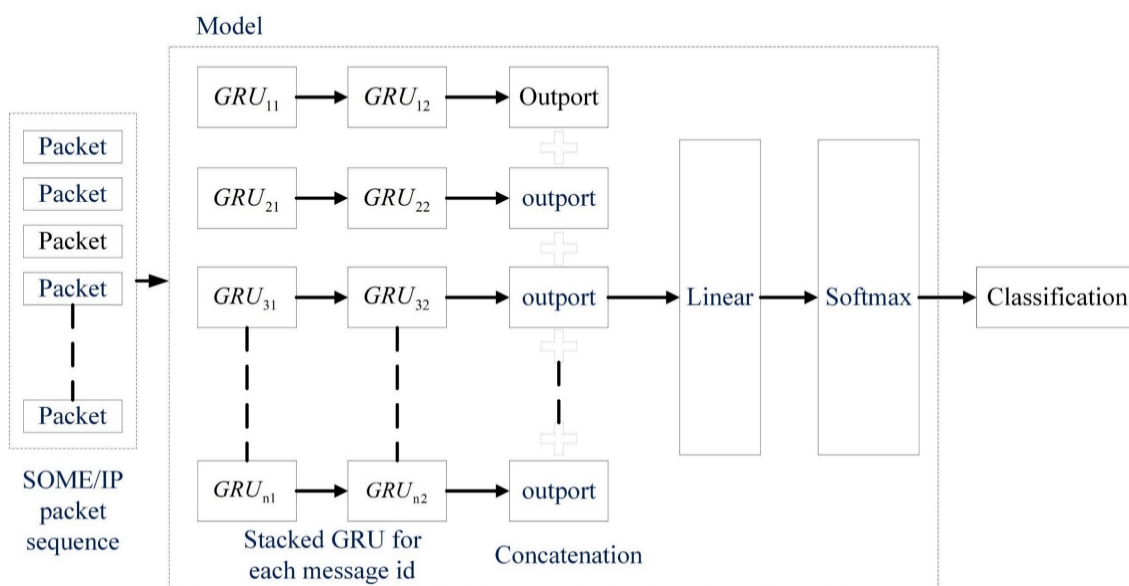 Model
GRU11
GRU12
Outport
Packet
Packet
Packet
Packet
Packet
SOME/IP
packet
sequence
GRU21
GRU22
outport
GRU31
GRU32
outport
Linear
Softmax
Classification
GRUn1
GRUn2
outport
Stacked GRU for
each message id
Concatenation